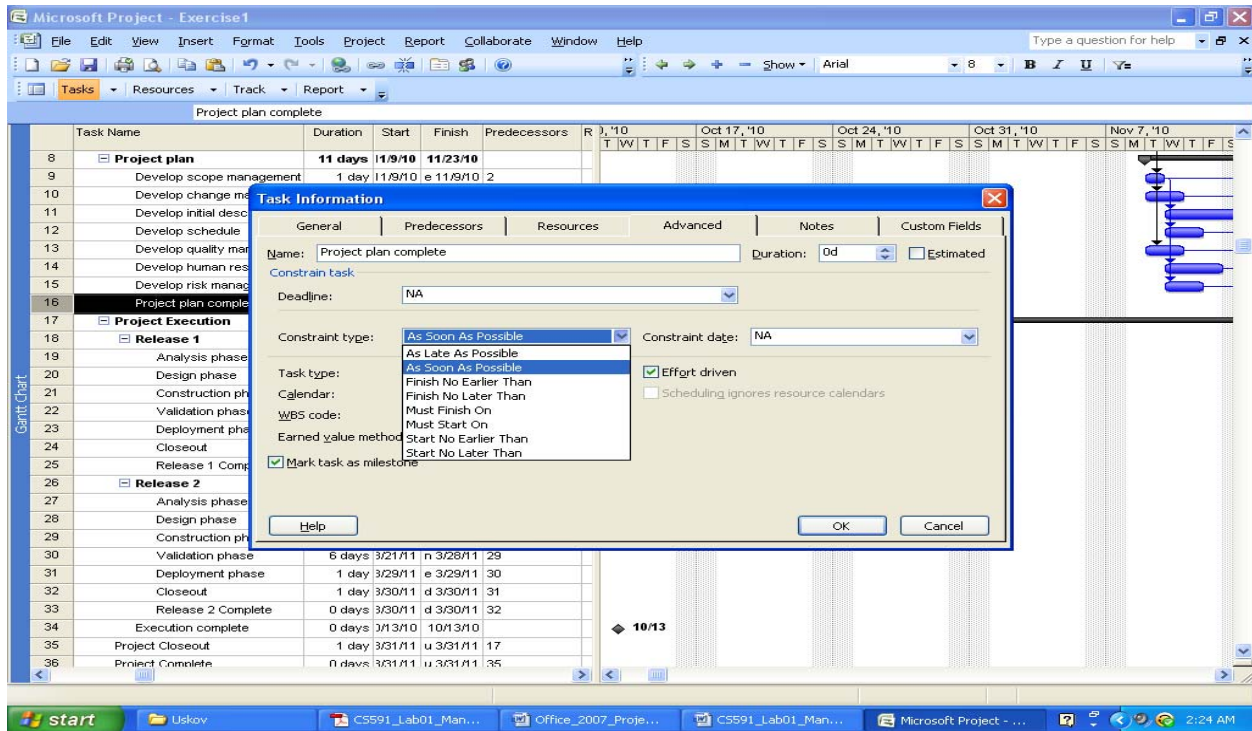 Microsoft Project - Exercise1
File Edit View Insert Format Tools Project Report Collaborate Window Help Type a question for help
Show Arial 8 B I U
Tasks Resources Track Report
Project plan complete
Task Name Duration Start Finish Predecessors R ), '10 Oct 17, '10 Oct 24, '10 Oct 31, '10 Nov 7, '10
T W T F S S M T W T F S S M T W T F S S M T W T F S S M T W T F S
8 Project plan 11 days 11/9/10 11/23/10
9 Develop scope management 1 day 11/9/10 e 11/9/10 2
10 Develop change ma
11 Develop initial desc
12 Develop schedule
13 Develop quality mar
14 Develop human res
15 Develop risk manag
16 Project plan comple
17 Project Execution
18 Release 1
19 Analysis phase
20 Design phase
21 Construction ph
22 Validation phas
23 Deployment pha
24 Closeout
25 Release 1 Comp
26 Release 2
27 Analysis phase
28 Design phase
29 Construction ph
30 Validation phase 6 days 3/21/11 n 3/28/11 29
31 Deployment phase 1 day 3/29/11 e 3/29/11 30
32 Closeout 1 day 3/30/11 d 3/30/11 31
33 Release 2 Complete 0 days 3/30/11 d 3/30/11 32
34 Execution complete 0 days 0/13/10 10/13/10 10/13
35 Project Closeout 1 day 3/31/11 u 3/31/11 17
36 Project Complete 0 days 3/31/11 u 3/31/11 35
Gantt Chart
Task Information
General Predecessors Resources Advanced Notes Custom Fields
Name: Project plan complete Duration: 0d Estimated
Constrain task
Deadline: NA
Constraint type: As Soon As Possible Constraint date: NA
As Late As Possible
As Soon As Possible
Finish No Earlier Than
Finish No Later Than
Must Finish On
Must Start On
Start No Earlier Than
Start No Later Than
Task type: Effort driven
Calendar: Scheduling ignores resource calendars
WBS code:
Earned value method
Mark task as milestone
Help OK Cancel
start Uskov CS591_Lab01_Man... Office_2007_Proje... CS591_Lab01_Man... Microsoft Project - ... 2:24 AM